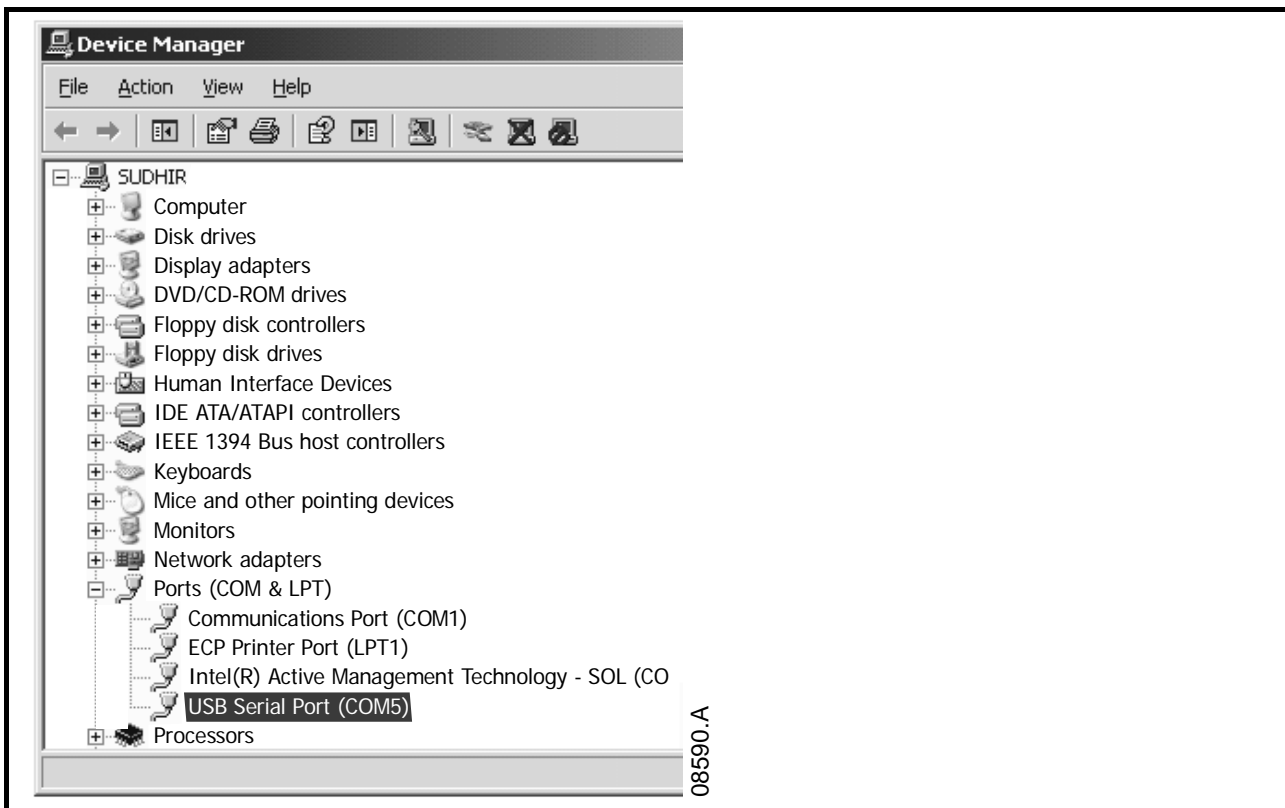 Device Manager
File Action View Help
SUDHIR
Computer
Disk drives
Display adapters
DVD/CD-ROM drives
Floppy disk controllers
Floppy disk drives
Human Interface Devices
IDE ATA/ATAPI controllers
IEEE 1394 Bus host controllers
Keyboards
Mice and other pointing devices
Monitors
Network adapters
Ports (COM & LPT)
Communications Port (COM1)
ECP Printer Port (LPT1)
Intel(R) Active Management Technology - SOL (CO
USB Serial Port (COM5)
Processors
08590.A